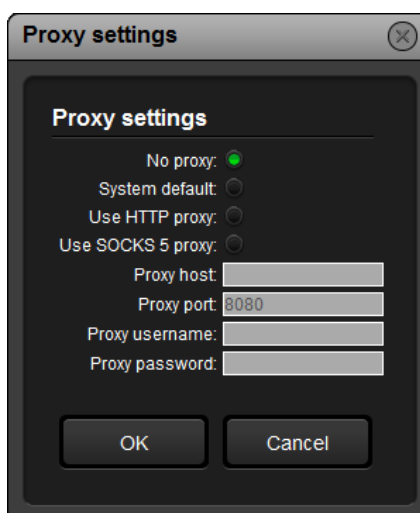 Proxy settings
Proxy settings
No proxy:
System default:
Use HTTP proxy:
Use SOCKS 5 proxy:
Proxy host:
Proxy port: 8080
Proxy username:
Proxy password:
OK Cancel